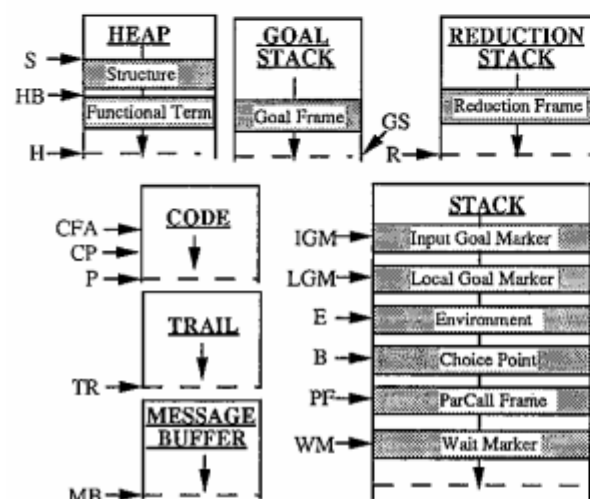 HEAP
S
Structure
HB
Functional Term
H
GOAL
STACK
Goal Frame
GS
REDUCTION
STACK
Reduction Frame
R
CODE
CFA
CP
P
TRAIL
TR
MESSAGE
BUFFER
MB
STACK
IGM
Input Goal Marker
LGM
Local Goal Marker
E
Environment
B
Choice Point
PF
ParCall Frame
WM
Wait Marker